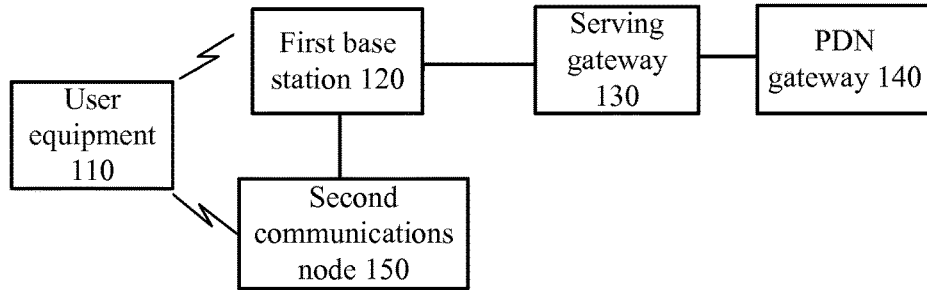 First base
station 120
Serving
gateway
130
PDN
gateway 140
User
equipment
110
Second
communications
node 150